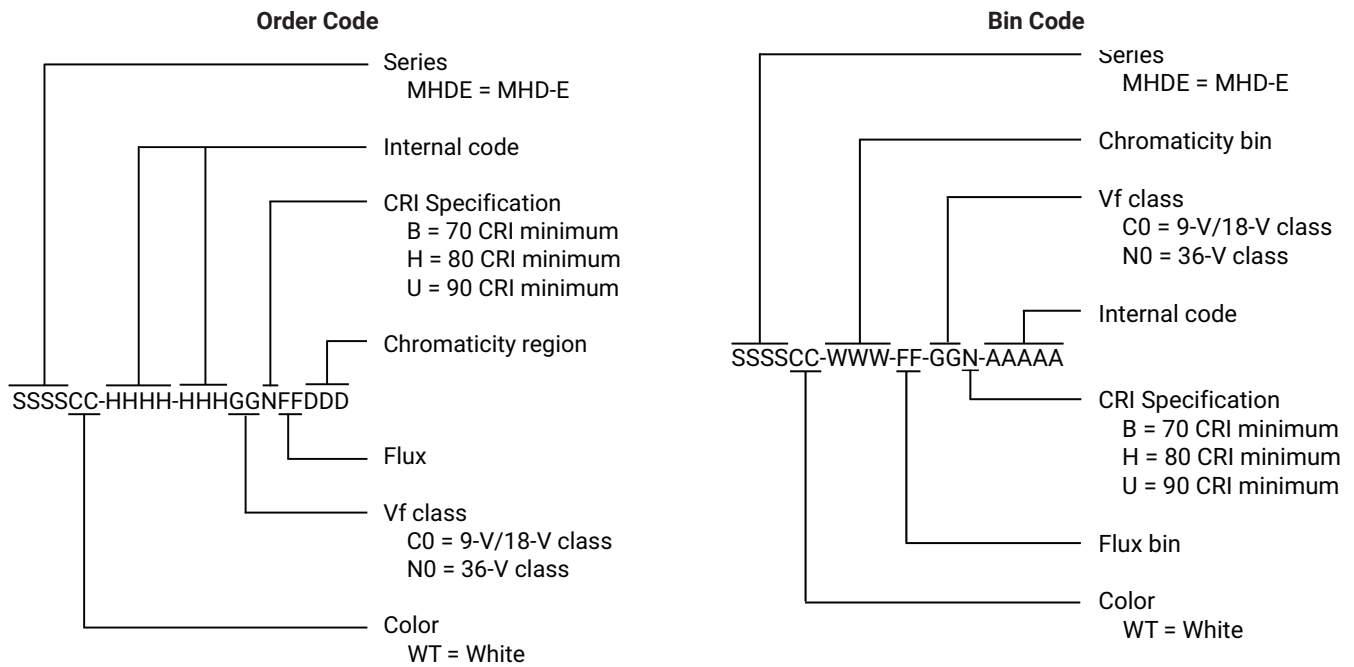 Order Code
Series
MHDE = MHD-E
Internal code
CRI Specification
B = 70 CRI minimum
H = 80 CRI minimum
U = 90 CRI minimum
Chromaticity region
SSSSCC-HHHH-HHHGGNFFDDD
Flux
Vf class
C0 = 9-V/18-V class
N0 = 36-V class
Color
WT = White
Bin Code
Series
MHDE = MHD-E
Chromaticity bin
Vf class
C0 = 9-V/18-V class
N0 = 36-V class
Internal code
SSSSCC-WWW-FF-GGN-AAAAA
CRI Specification
B = 70 CRI minimum
H = 80 CRI minimum
U = 90 CRI minimum
Flux bin
Color
WT = White